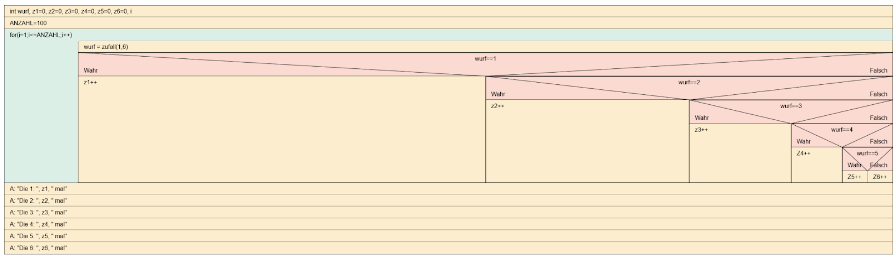 int wurf, z1=0, z2=0, z3=0, z4=0, z5=0, z6=0, i
ANZAHL=100
for(i=1;i<=ANZAHL;i++)
wurf = zufall(1,6)
wurf==1
Wahr
Falsch
z1++
wurf==2
Wahr
Falsch
z2++
wurf==3
Wahr
Falsch
z3++
wurf==4
Wahr
Falsch
Z4++
wurf==5
Wahr
Falsch
Z5++
Z6++
A: "Die 1: ", z1, " mal"
A: "Die 2: ", z2, " mal"
A: "Die 3: ", z3, " mal"
A: "Die 4: ", z4, " mal"
A: "Die 5: ", z5, " mal"
A: "Die 6: ", z6, " mal"